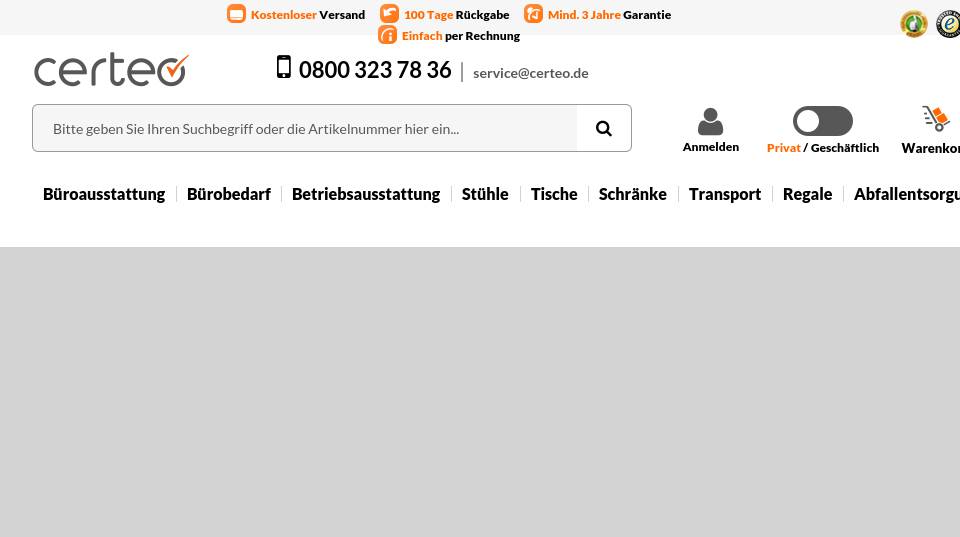 Kostenloser Versand 100 Tage Rückgabe Mind. 3 Jahre Garantie
Einfach per Rechnung
certeo
0800 323 78 36 service@certeo.de
Bitte geben Sie Ihren Suchbegriff oder die Artikelnummer hier ein...
Anmelden Privat / Geschäftlich Warenkor
Büroausstattung Bürobedarf Betriebsausstattung Stühle Tische Schränke Transport Regale Abfallentsorgu